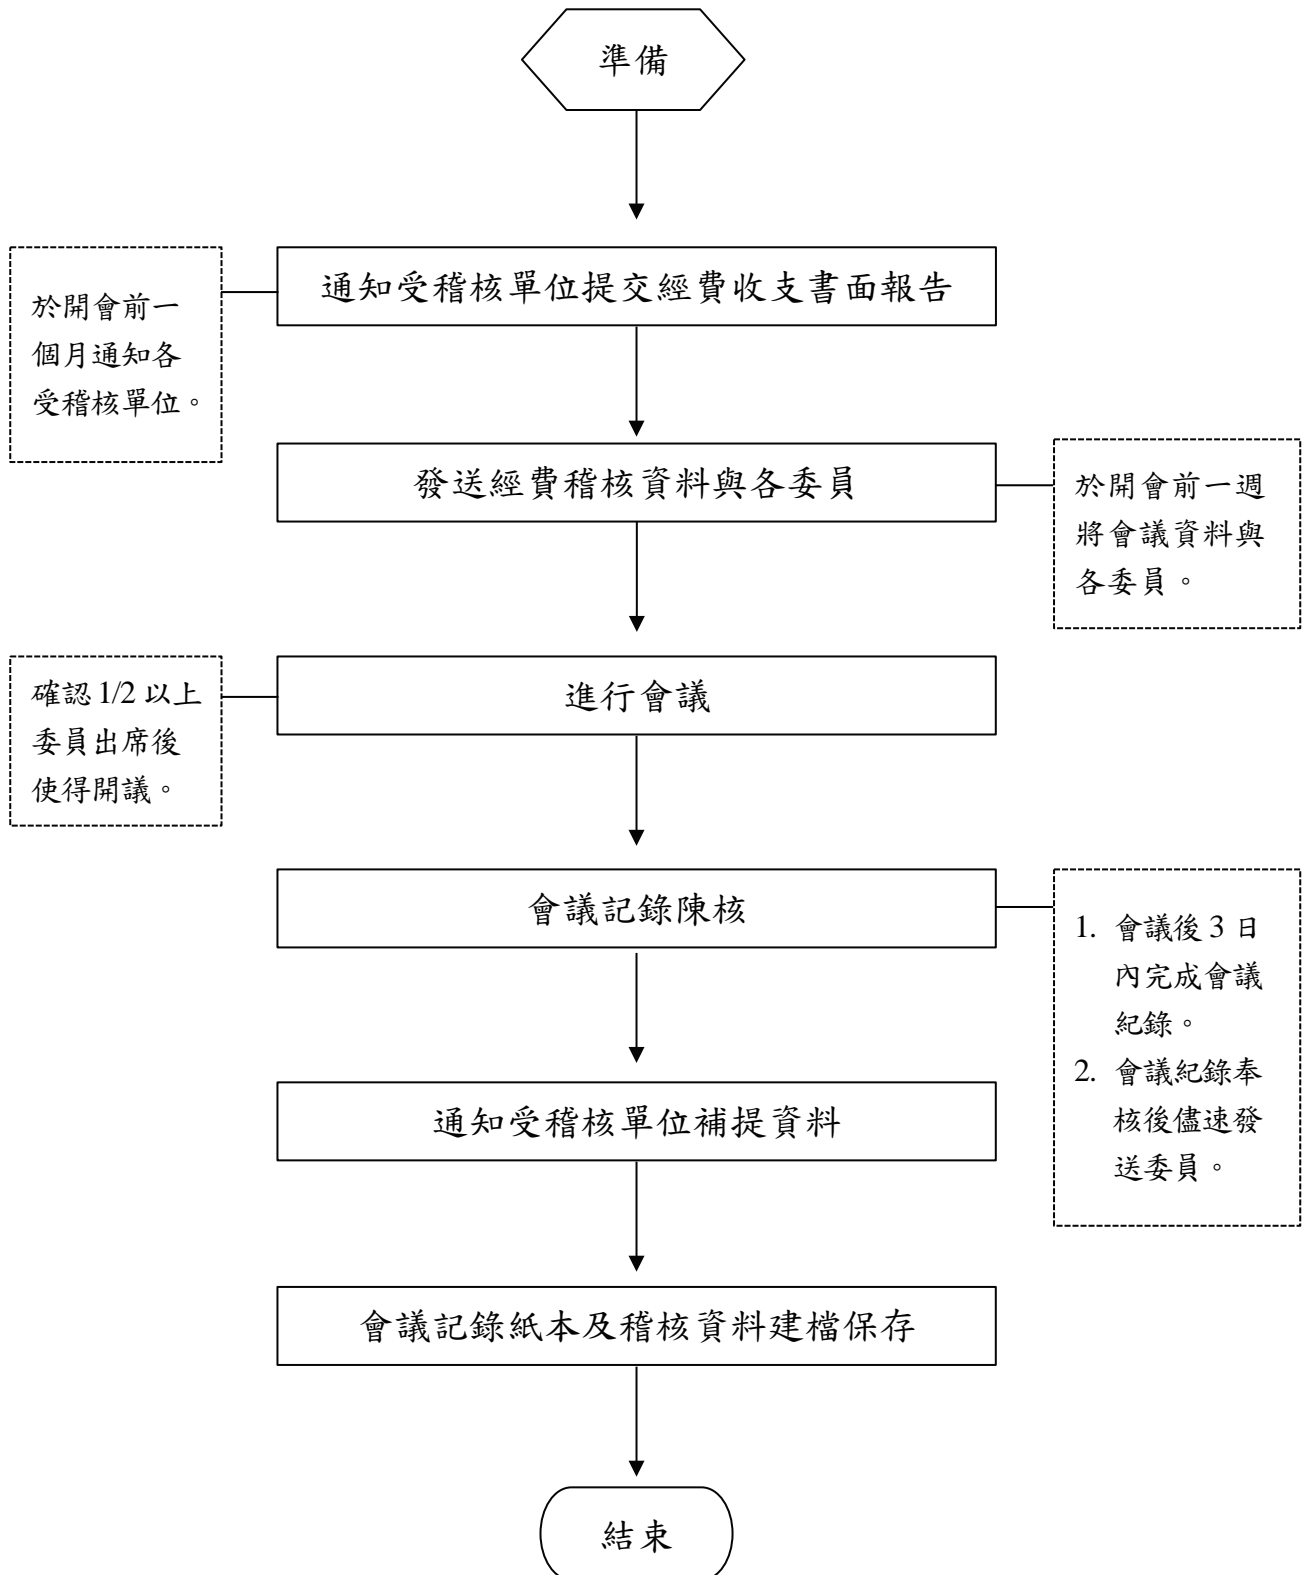 準備
通知受稽核單位提交經費收支書面報告
於開會前一
個月通知各
受稽核單位。
發送經費稽核資料與各委員
於開會前一週
將會議資料與
各委員。
進行會議
確認1/2以上
委員出席後
使得開議。
會議記錄陳核
1. 會議後3日
內完成會議
紀錄。
2. 會議紀錄奉
核後儘速發
送委員。
通知受稽核單位補提資料
會議記錄紙本及稽核資料建檔保存
結束